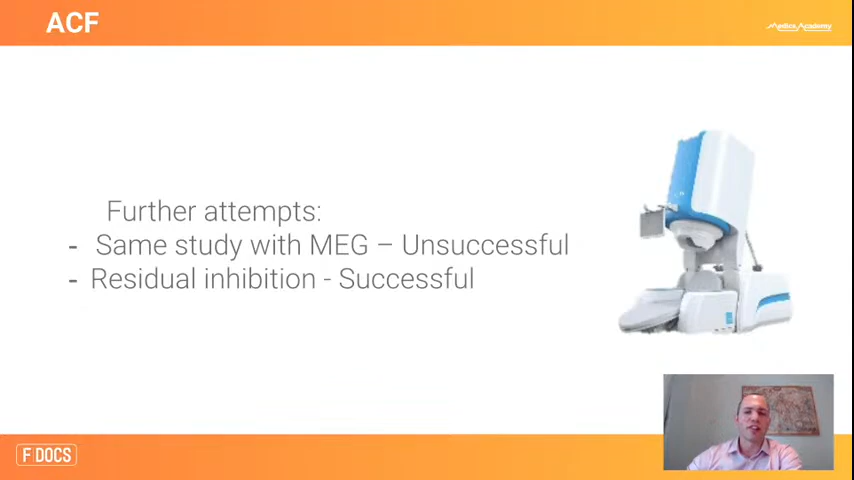 ACF
Medics Academy
Further attempts:
- Same study with MEG – Unsuccessful
- Residual inhibition - Successful
F|DOCS